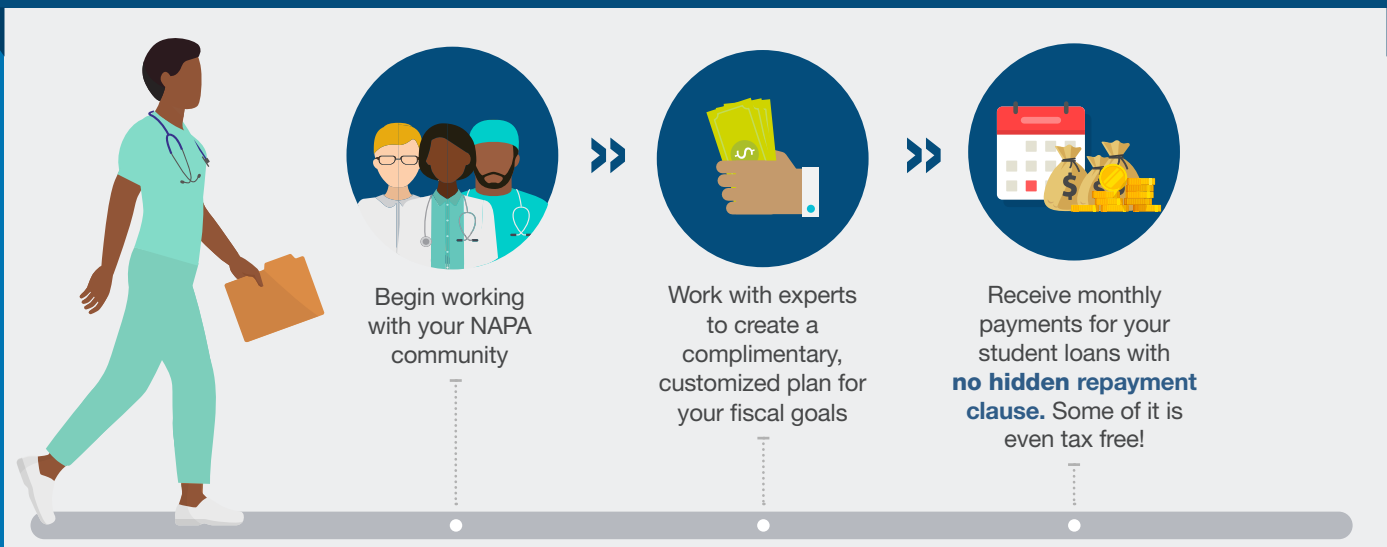 Begin working
with your NAPA
community
Work with experts
to create a
complimentary,
customized plan for
your fiscal goals
Receive monthly
payments for your
student loans with
no hidden repayment
clause. Some of it is
even tax free!